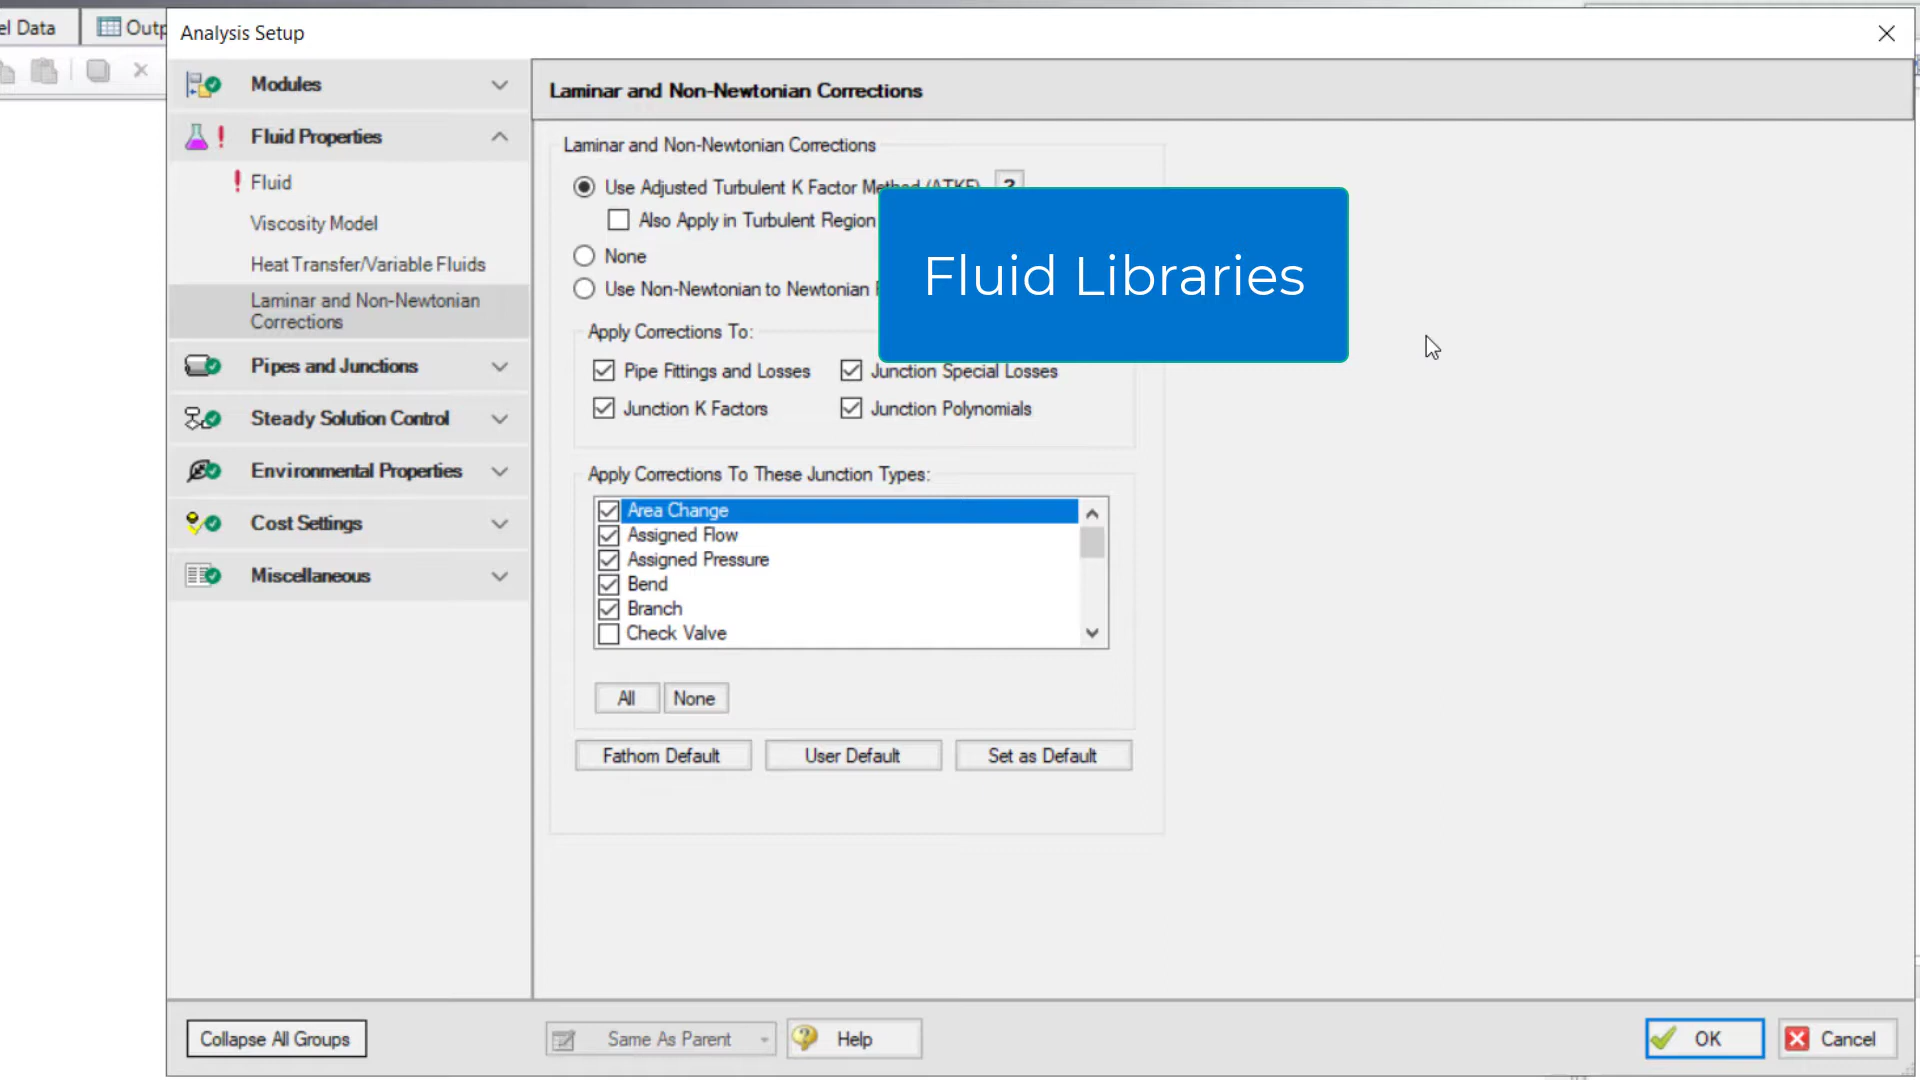 el Data
Outp
Analysis Setup
Modules
Fluid Properties
Fluid
Viscosity Model
Heat Transfer/Variable Fluids
Laminar and Non-Newtonian
Corrections
Pipes and Junctions
Steady Solution Control
Environmental Properties
Cost Settings
Miscellaneous
Laminar and Non-Newtonian Corrections
Laminar and Non-Newtonian Corrections
Use Adjusted Turbulent K Factor Method (ATKF) ?
Also Apply in Turbulent Region
None
Use Non-Newtonian to Newtonian
Fluid Libraries
Apply Corrections To:
Pipe Fittings and Losses
Junction Special Losses
Junction K Factors
Junction Polynomials
Apply Corrections To These Junction Types:
Area Change
Assigned Flow
Assigned Pressure
Bend
Branch
Check Valve
All
None
Fathom Default
User Default
Set as Default
Collapse All Groups
Same As Parent
Help
OK
Cancel